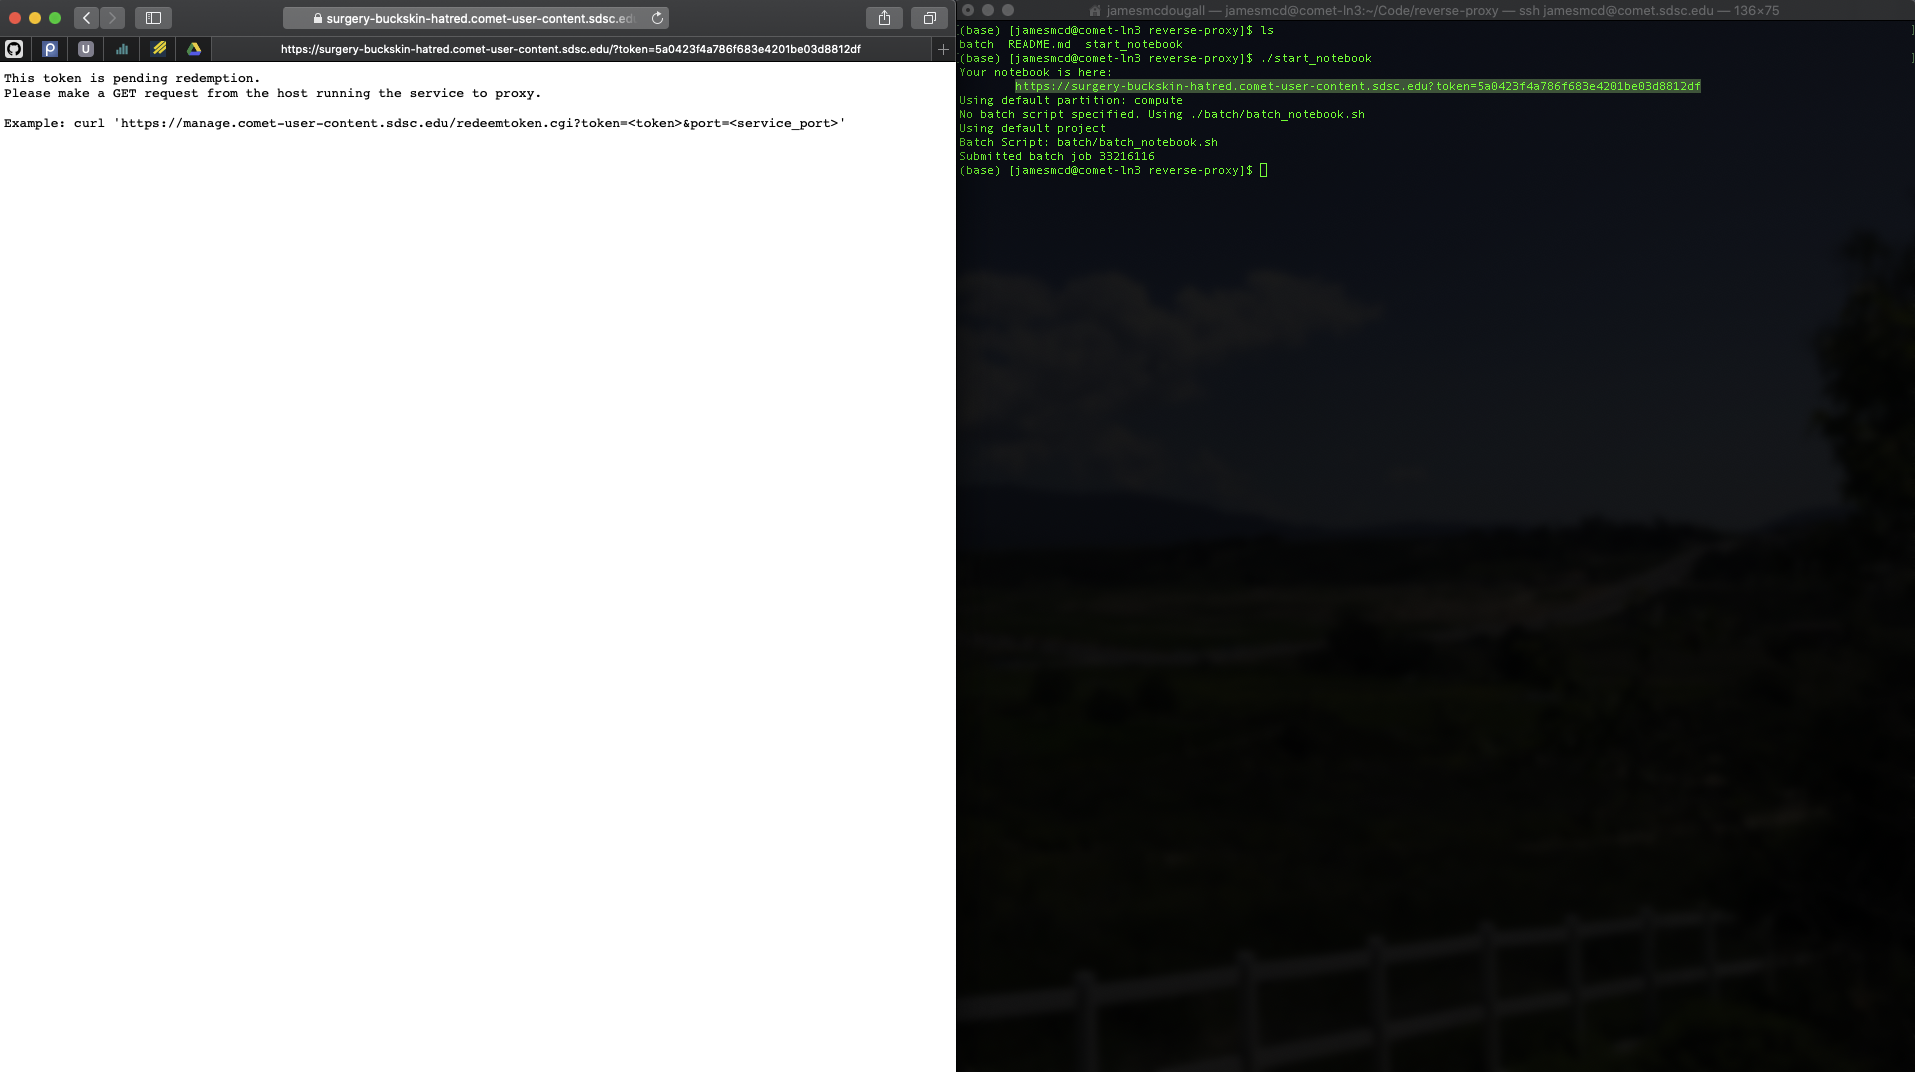 surgery-buckskin-hatred.comet-user-content.sdsc.ed
https://surgery-buckskin-hatred.comet-user-content.sdsc.edu/?token=5a0423f4a786f683e4201be03d8812df
This token is pending redemption.
Please make a GET request from the host running the service to proxy.
Example: curl 'https://manage.comet-user-content.sdsc.edu/redeemtoken.cgi?token=<token>&port=<service_port>'
jamesmcdougall — jamesmcd@comet-ln3:~/Code/reverse-proxy — ssh jamesmcd@comet.sdsc.edu — 136×75
(base) [jamesmcd@comet-ln3 reverse-proxy]$ ls
batch  README.md  start_notebook
(base) [jamesmcd@comet-ln3 reverse-proxy]$ ./start_notebook
Your notebook is here:
https://surgery-buckskin-hatred.comet-user-content.sdsc.edu?token=5a0423f4a786f683e4201be03d8812df
Using default partition: compute
No batch script specified. Using ./batch/batch_notebook.sh
Using default project
Batch Script: batch/batch_notebook.sh
Submitted batch job 33216116
(base) [jamesmcd@comet-ln3 reverse-proxy]$